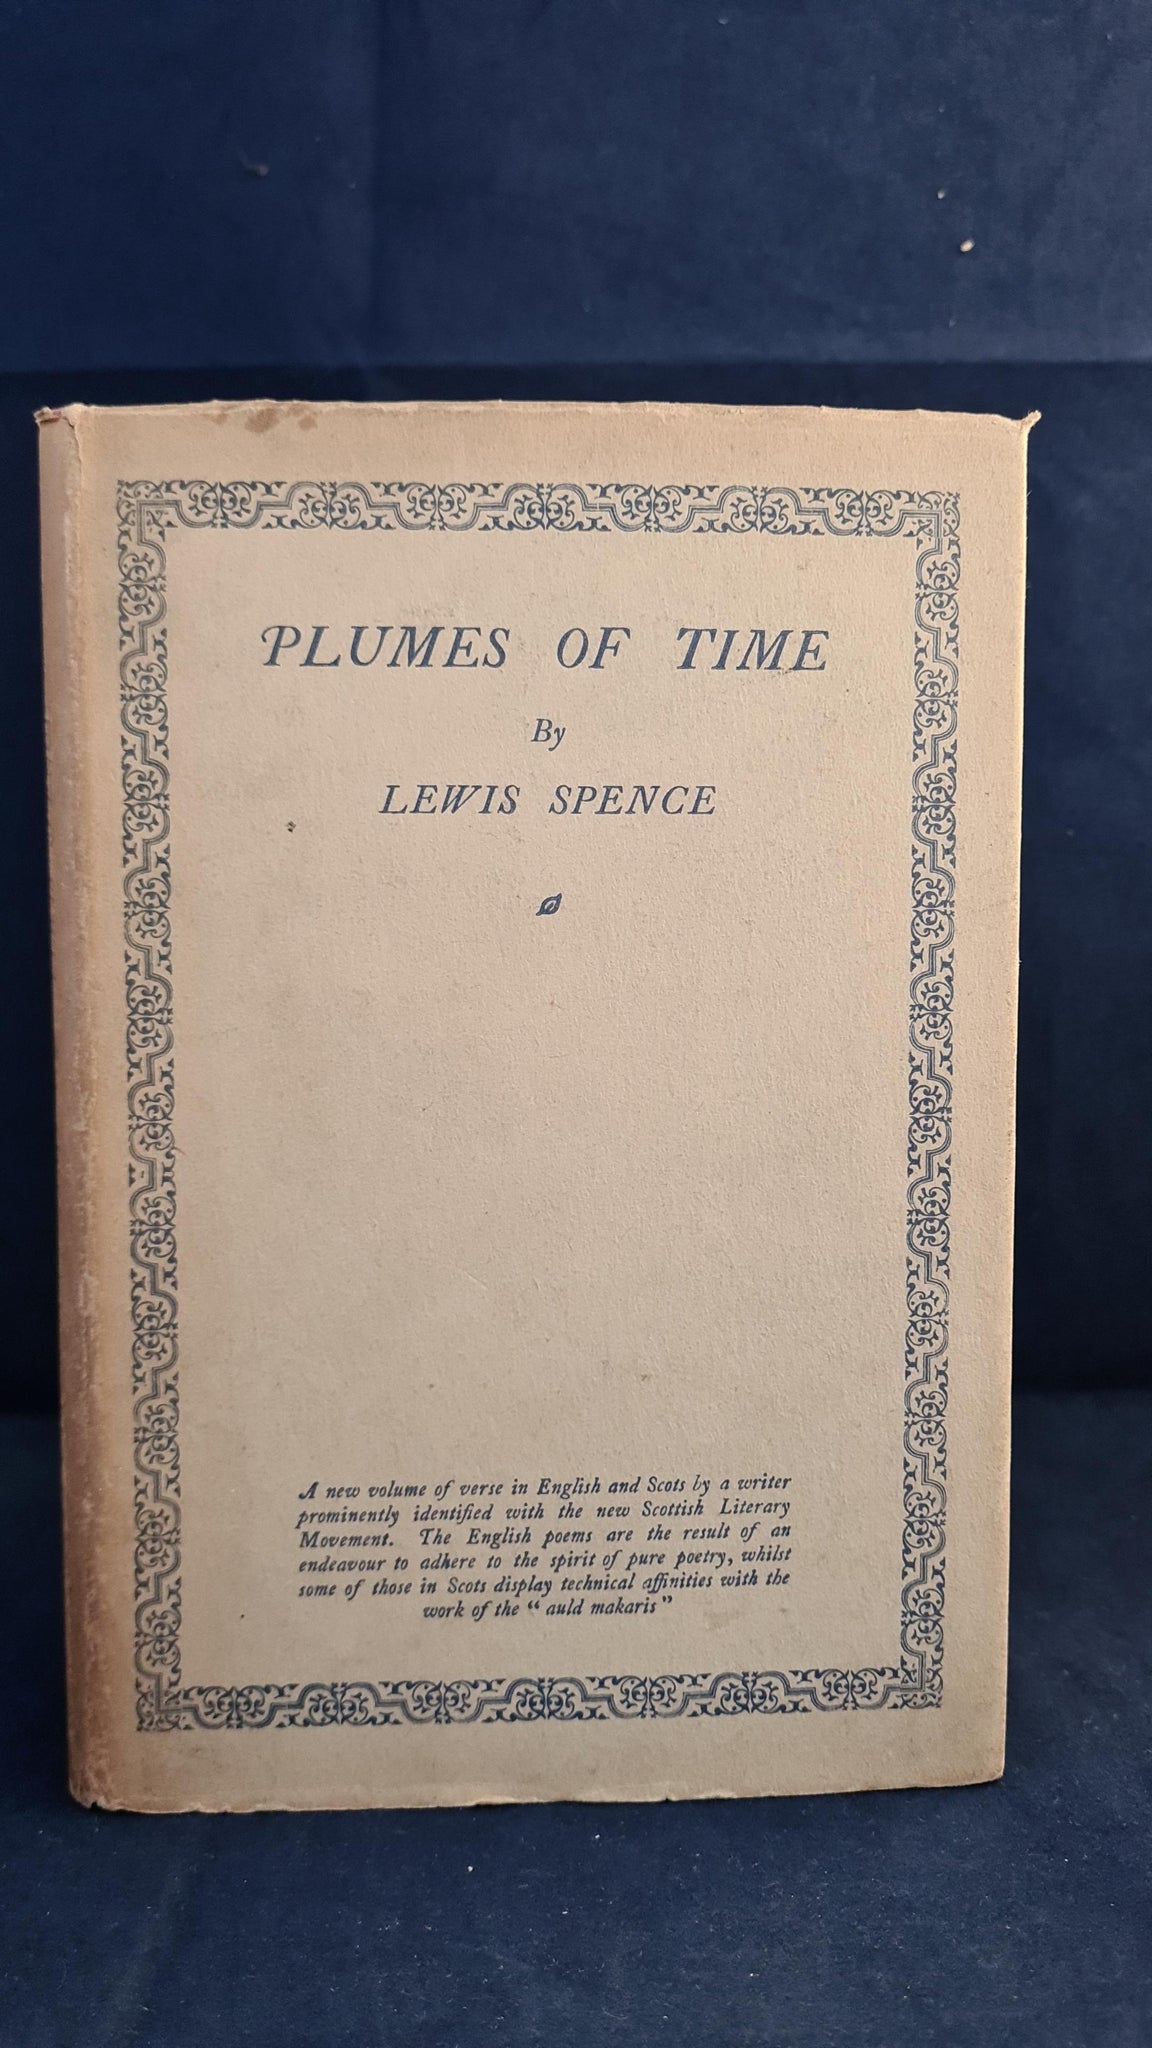 PLUMES OF TIME
By
LEWIS SPENCE
A new volume of verse in English and Scots by a writer
prominently identified with the new Scottish Literary
Movement. The English poems are the result of an
endeavour to adhere to the spirit of pure poetry, whilst
some of those in Scots display technical affinities with the
work of the “ auld makaris”